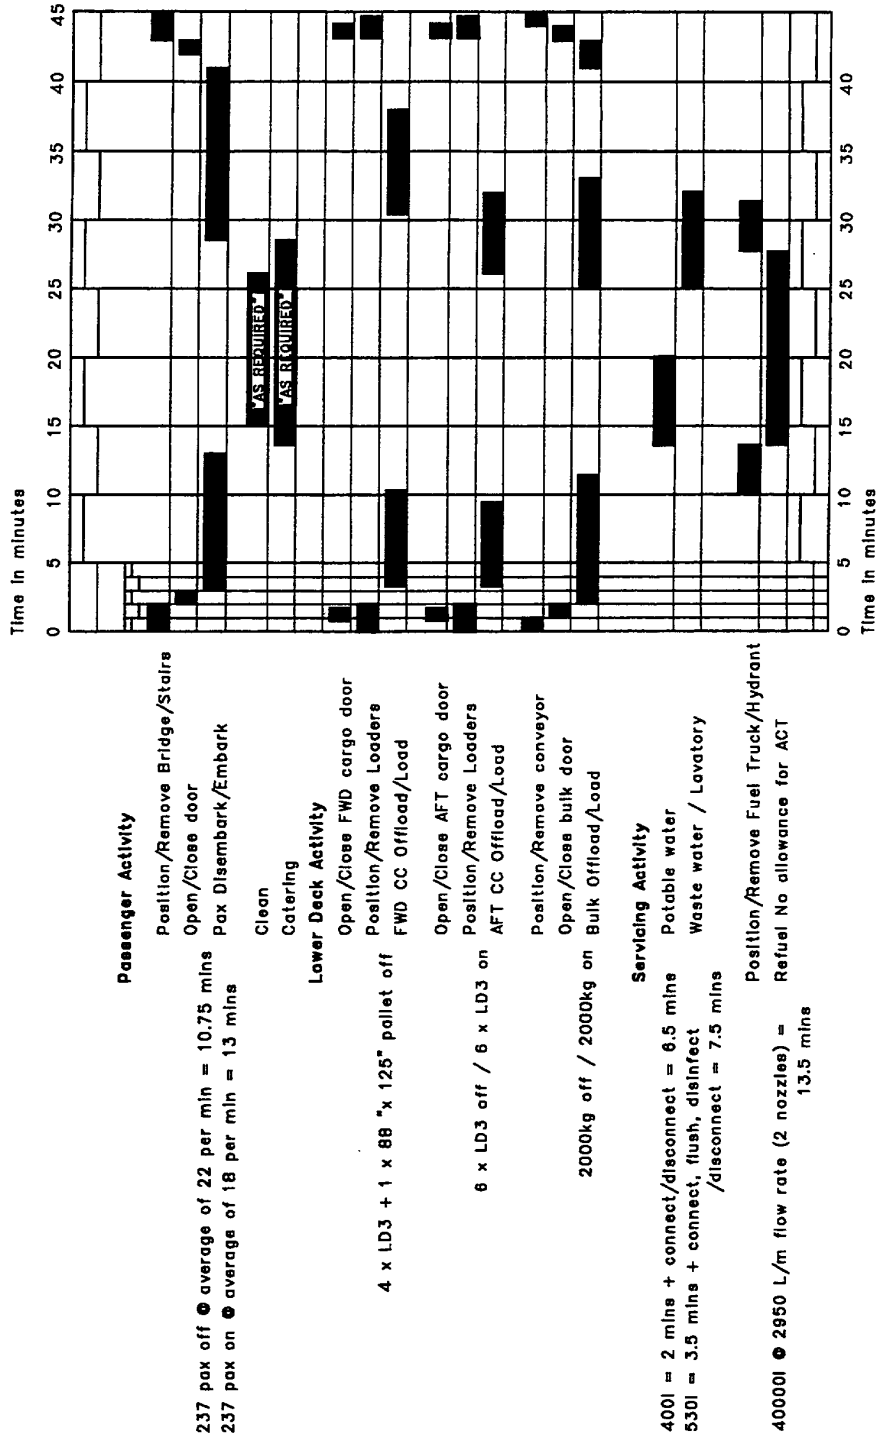 Time in minutes
0 5 10 15 20 25 30 35 40 45
Passenger Activity
Position/Remove Bridge/Stairs
Open/Close door
237 pax off @ average of 22 per min = 10.75 mins Pax Disembark/Embark
237 pax on @ average of 18 per min = 13 mins
Clean
"AS REQUIRED"
Catering
"AS REQUIRED"
Lower Deck Activity
Open/Close FWD cargo door
Position/Remove Loaders
4 x LD3 + 1 x 88 "x 125" pallet off FWD CC Offload/Load
Open/Close AFT cargo door
Position/Remove Loaders
6 x LD3 off / 6 x LD3 on AFT CC Offload/Load
Position/Remove conveyor
Open/Close bulk door
2000kg off / 2000kg on Bulk Offload/Load
Servicing Activity
400l = 2 mins + connect/disconnect = 6.5 mins Potable water
530l = 3.5 mins + connect, flush, disinfect Waste water / Lavatory
/disconnect = 7.5 mins
Position/Remove Fuel Truck/Hydrant
40000l @ 2950 L/m flow rate (2 nozzles) = Refuel No allowance for ACT
13.5 mins
0 5 10 15 20 25 30 35 40
Time in minutes